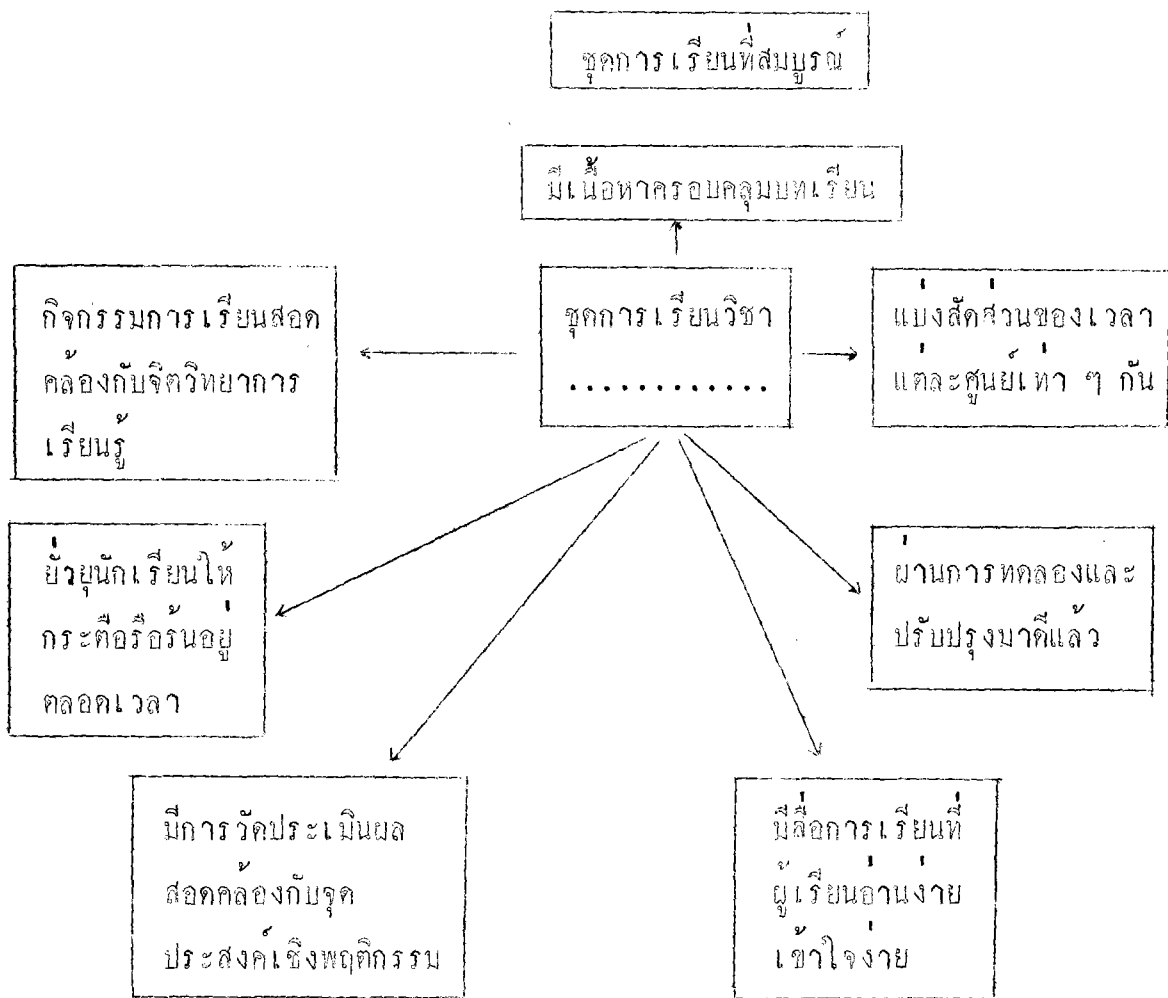 ชุดการเรียนที่สมบูรณ์
มีเนื้อหาครอบคลุมบทเรียน
กิจกรรมการเรียนสอด
คล้องกับจิตวิทยาการ
เรียนรู้
ชุดการเรียนวิชา
............
แบ่งสัดส่วนของเวลา
แต่ละศูนย์เท่า ๆ กัน
ยั่วยุนักเรียนให้
กระตือรือร้นอยู่
ตลอดเวลา
ผ่านการทดลองและ
ปรับปรุงมาดีแล้ว
มีการวัดประเมินผล
สอดคล้องกับจุด
ประสงค์เชิงพฤติกรรม
มีสื่อการเรียนที่
ผู้เรียนอ่านง่าย
เข้าใจง่าย